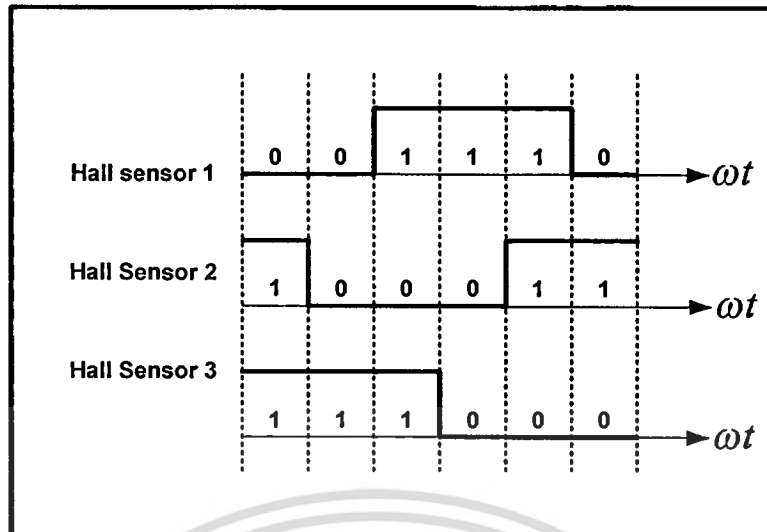 0 0 1 1 1 0
Hall sensor 1 ωt
Hall Sensor 2
1 0 0 0 1 1
ωt
Hall Sensor 3
1 1 1 0 0 0
ωt